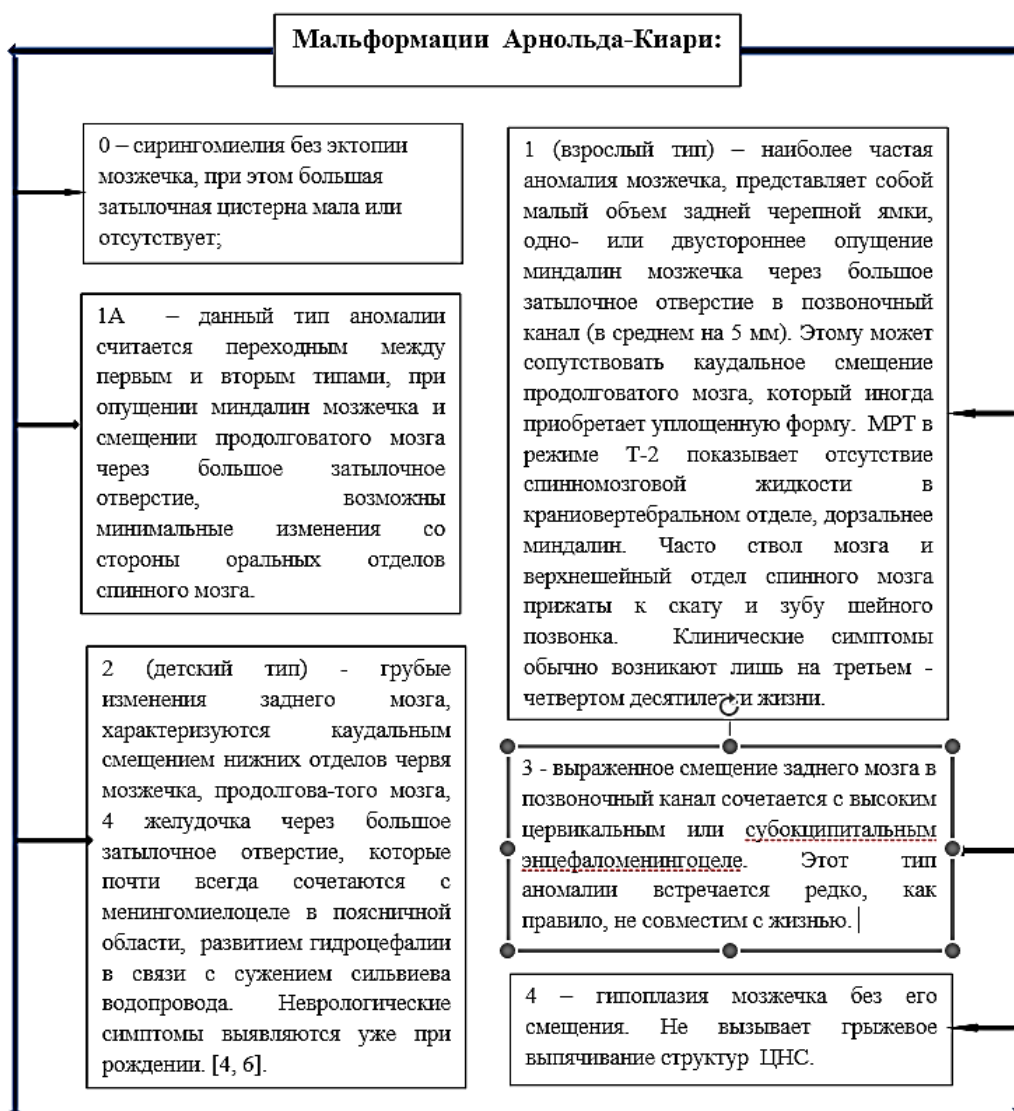 Мальформации Арнольда-Киари:
0 – сирингомиелия без эктопии
мозжечка, при этом большая
затылочная цистерна мала или
отсутствует;
1А – данный тип аномалии
считается переходным между
первым и вторым типами, при
опущении миндалин мозжечка и
смещении продолговатого мозга
через большое затылочное
отверстие, возможны
минимальные изменения со
стороны оральных отделов
спинного мозга.
2 (детский тип) - грубые
изменения заднего мозга,
характеризуются каудальным
смещением нижних отделов червя
мозжечка, продолгова-того мозга,
4 желудочка через большое
затылочное отверстие, которые
почти всегда сочетаются с
менингомиелоцеле в поясничной
области, развитием гидроцефалии
в связи с сужением сильвиева
водопровода. Неврологические
симптомы выявляются уже при
рождении. [4, 6].
1 (взрослый тип) – наиболее частая
аномалия мозжечка, представляет собой
малый объем задней черепной ямки,
одно- или двустороннее опущение
миндалин мозжечка через большое
затылочное отверстие в позвоночный
канал (в среднем на 5 мм). Этому может
сопутствовать каудальное смещение
продолговатого мозга, который иногда
приобретает уплощенную форму. МРТ в
режиме Т-2 показывает отсутствие
спинномозговой жидкости в
краниовертебральном отделе, дорзальнее
миндалин. Часто ствол мозга и
верхнешейный отдел спинного мозга
прижаты к скату и зубу шейного
позвонка. Клинические симптомы
обычно возникают лишь на третьем -
четвертом десятилетии жизни.
3 - выраженное смещение заднего мозга в
позвоночный канал сочетается с высоким
цервикальным или субокципитальным
энцефаломенингоцеле. Этот тип
аномалии встречается редко, как
правило, не совместим с жизнью.
4 – гипоплазия мозжечка без его
смещения. Не вызывает грыжевое
выпячивание структур ЦНС.